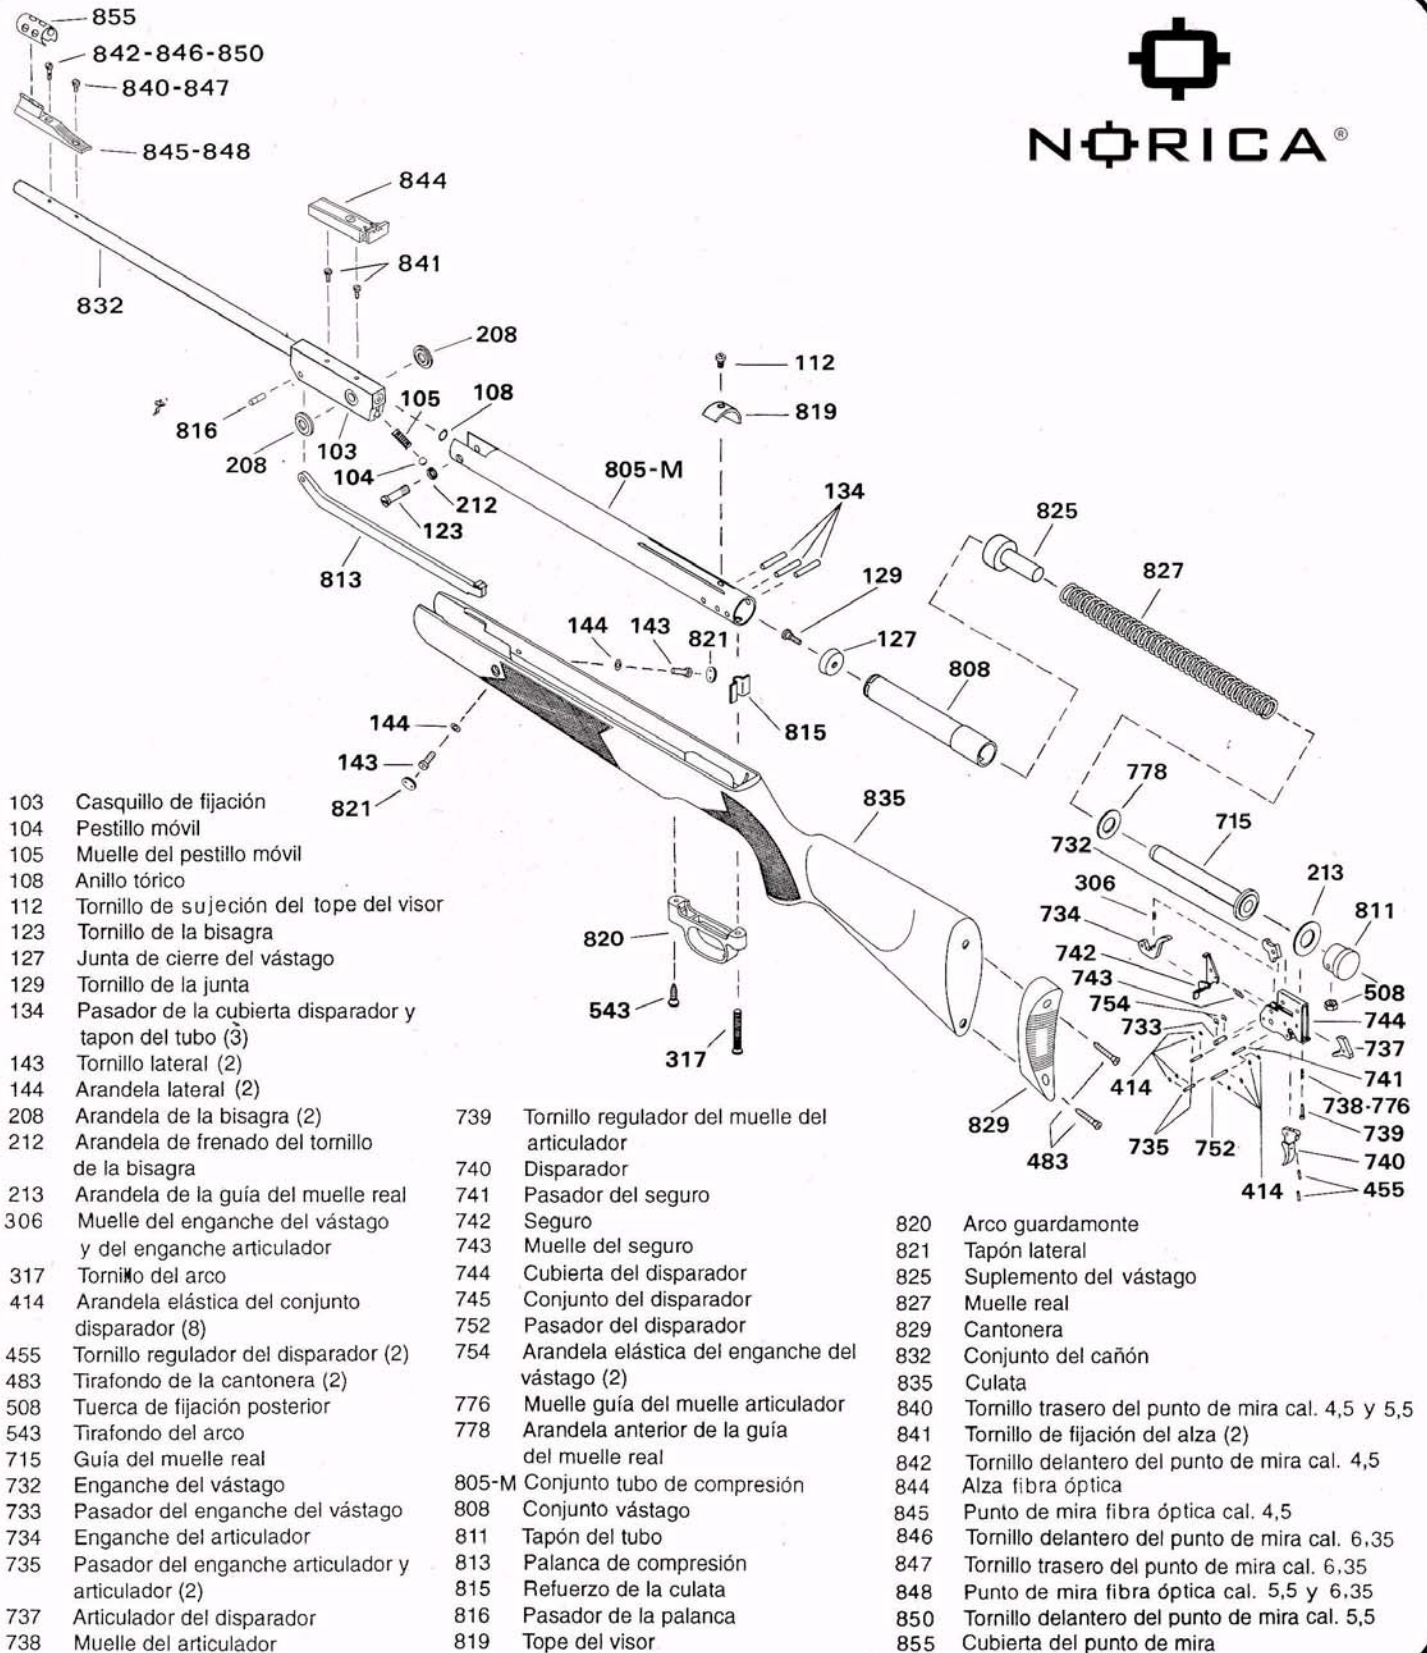 855
842-846-850
840-847
845-848
NORICA®
844
841
832
208
112
105
108
819
816
208
103
104
805-M
134
212
123
825
813
827
129
144
143
821
127
808
815
144
143
821
835
778
732
715
306
213
734
811
742
743
754
508
733
744
737
414
741
738-776
739
735
752
740
414
455
820
543
317
829
483
103 Casquillo de fijación
104 Pestillo móvil
105 Muelle del pestillo móvil
108 Anillo tórico
112 Tornillo de sujeción del tope del visor
123 Tornillo de la bisagra
127 Junta de cierre del vástago
129 Tornillo de la junta
134 Pasador de la cubierta disparador y
tapon del tubo (3)
143 Tornillo lateral (2)
144 Arandela lateral (2)
208 Arandela de la bisagra (2)
212 Arandela de frenado del tornillo
de la bisagra
213 Arandela de la guía del muelle real
306 Muelle del enganche del vástago
y del enganche articulador
317 Tornillo del arco
414 Arandela elástica del conjunto
disparador (8)
455 Tornillo regulador del disparador (2)
483 Tirafondo de la cantonera (2)
508 Tuerca de fijación posterior
543 Tirafondo del arco
715 Guía del muelle real
732 Enganche del vástago
733 Pasador del enganche del vástago
734 Enganche del articulador
735 Pasador del enganche articulador y
articulador (2)
737 Articulador del disparador
738 Muelle del articulador
739 Tornillo regulador del muelle del
articulador
740 Disparador
741 Pasador del seguro
742 Seguro
743 Muelle del seguro
744 Cubierta del disparador
745 Conjunto del disparador
752 Pasador del disparador
754 Arandela elástica del enganche del
vástago (2)
776 Muelle guía del muelle articulador
778 Arandela anterior de la guía
del muelle real
805-M Conjunto tubo de compresión
808 Conjunto vástago
811 Tapón del tubo
813 Palanca de compresión
815 Refuerzo de la culata
816 Pasador de la palanca
819 Tope del visor
820 Arco guardamonte
821 Tapón lateral
825 Suplemento del vástago
827 Muelle real
829 Cantonera
832 Conjunto del cañón
835 Culata
840 Tornillo trasero del punto de mira cal. 4,5 y 5,5
841 Tornillo de fijación del alza (2)
842 Tornillo delantero del punto de mira cal. 4,5
844 Alza fibra óptica
845 Punto de mira fibra óptica cal. 4,5
846 Tornillo delantero del punto de mira cal. 6,35
847 Tornillo trasero del punto de mira cal. 6,35
848 Punto de mira fibra óptica cal. 5,5 y 6,35
850 Tornillo delantero del punto de mira cal. 5,5
855 Cubierta del punto de mira